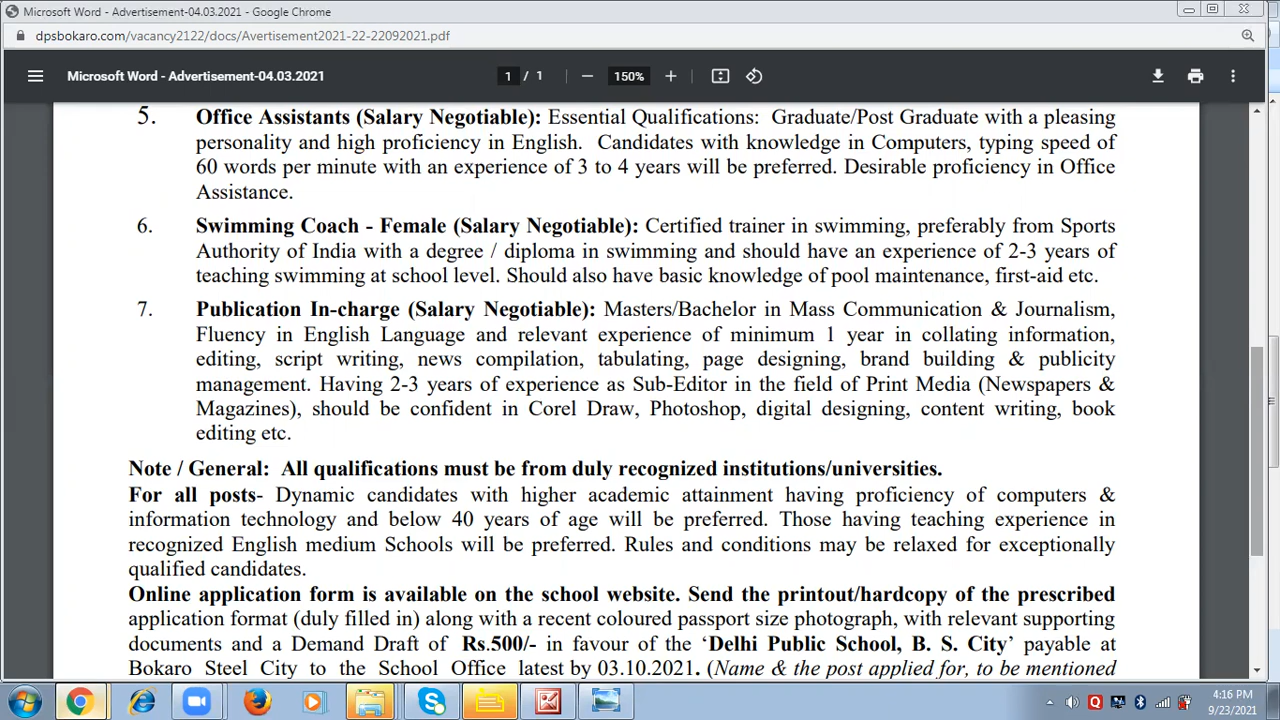 Microsoft Word - Advertisement-04.03.2021 - Google Chrome
dpsbokaro.com/vacancy2122/docs/Avertisement2021-22-22092021.pdf
Microsoft Word - Advertisement-04.03.2021 1 / 1 150%
5. Office Assistants (Salary Negotiable): Essential Qualifications: Graduate/Post Graduate with a pleasing
personality and high proficiency in English. Candidates with knowledge in Computers, typing speed of
60 words per minute with an experience of 3 to 4 years will be preferred. Desirable proficiency in Office
Assistance.
6. Swimming Coach - Female (Salary Negotiable): Certified trainer in swimming, preferably from Sports
Authority of India with a degree / diploma in swimming and should have an experience of 2-3 years of
teaching swimming at school level. Should also have basic knowledge of pool maintenance, first-aid etc.
7. Publication In-charge (Salary Negotiable): Masters/Bachelor in Mass Communication & Journalism,
Fluency in English Language and relevant experience of minimum 1 year in collating information,
editing, script writing, news compilation, tabulating, page designing, brand building & publicity
management. Having 2-3 years of experience as Sub-Editor in the field of Print Media (Newspapers &
Magazines), should be confident in Corel Draw, Photoshop, digital designing, content writing, book
editing etc.
Note / General: All qualifications must be from duly recognized institutions/universities.
For all posts- Dynamic candidates with higher academic attainment having proficiency of computers &
information technology and below 40 years of age will be preferred. Those having teaching experience in
recognized English medium Schools will be preferred. Rules and conditions may be relaxed for exceptionally
qualified candidates.
Online application form is available on the school website. Send the printout/hardcopy of the prescribed
application format (duly filled in) along with a recent coloured passport size photograph, with relevant supporting
documents and a Demand Draft of Rs.500/- in favour of the ‘Delhi Public School, B. S. City’ payable at
Bokaro Steel City to the School Office latest by 03.10.2021. (Name & the post applied for, to be mentioned
4:16 PM
9/23/2021